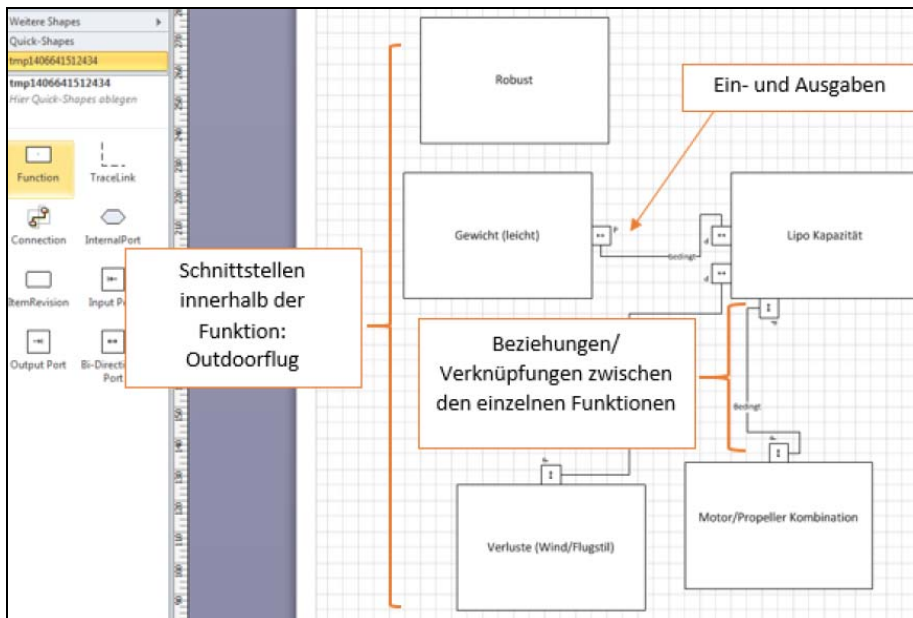 Weitere Shapes
Quick-Shapes
tmp1406641512434
tmp1406641512434
Hier Quick-Shapes ablegen
Function
TraceLink
Connection
InternalPort
ItemRevision
Input
Output Port
Port
Schnittstellen
innerhalb der
Funktion:
Outdoorflug
Robust
Ein- und Ausgaben
Gewicht (leicht)
Bedingt
Lipo Kapazität
Beziehungen/
Verknüpfungen zwischen
den einzelnen Funktionen
Bedingt
Verluste (Wind/Flugstil)
Motor/Propeller Kombination